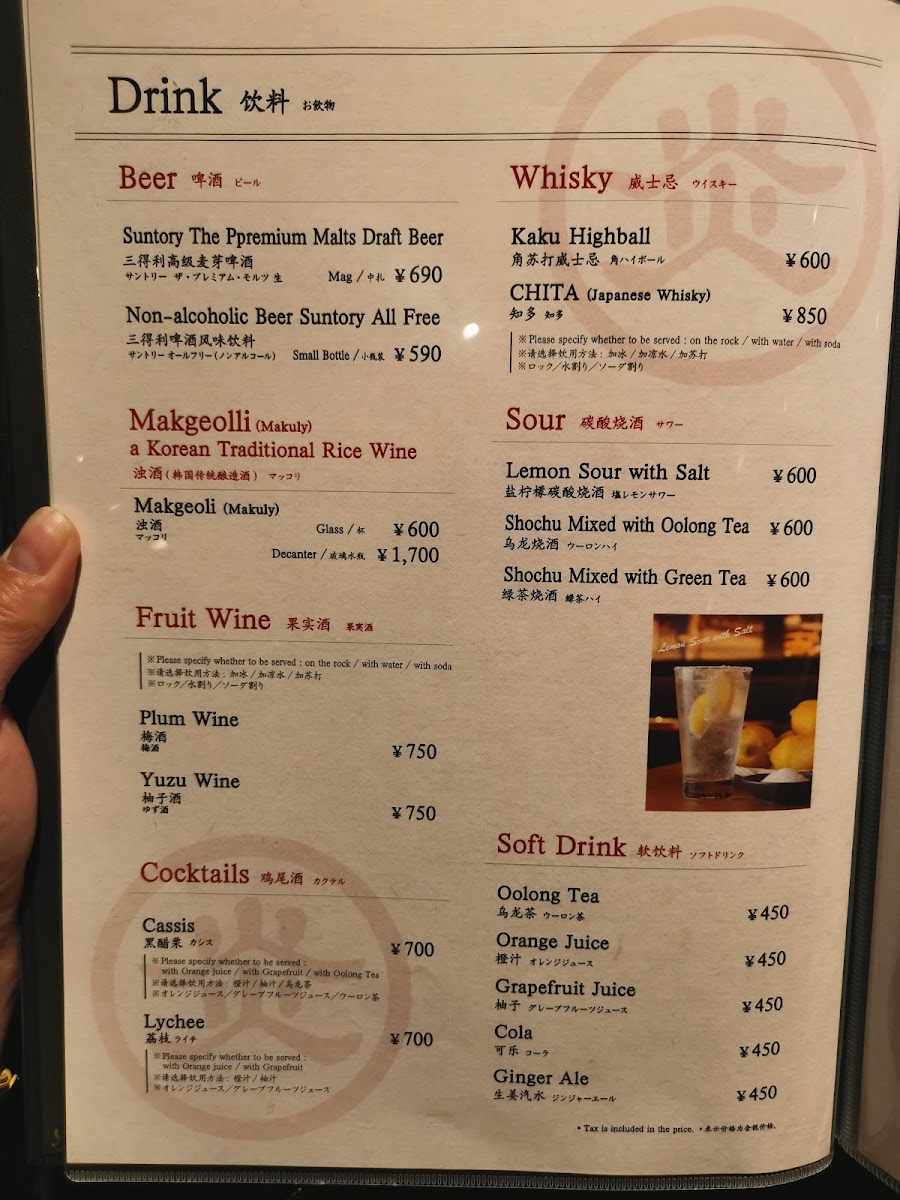 Drink 饮料 お飲物
Beer 啤酒 ビール
Suntory The Ppremium Malts Draft Beer
三得利高级麦芽啤酒
サントリー ザ・プレミアム・モルツ 生 Mag / 中扎 ¥690
Non-alcoholic Beer Suntory All Free
三得利啤酒风味饮料
サントリー オールフリー (ノンアルコール) Small Bottle / 小瓶装 ¥590
Makgeolli (Makuly)
a Korean Traditional Rice Wine
浊酒 (韩国传统酿造酒) マッコリ
Makgeoli (Makuly)
浊酒
マッコリ
Glass / 杯 ¥600
Decanter / 玻璃水瓶 ¥1,700
Fruit Wine 果实酒 果実酒
※Please specify whether to be served : on the rock / with water / with soda
※请选择饮用方法 : 加冰 / 加凉水 / 加苏打
※ロック／水割り／ソーダ割り
Plum Wine
梅酒
梅酒
¥750
Yuzu Wine
柚子酒
ゆず酒
¥750
Cocktails 鸡尾酒 カクテル
Cassis
黑醋栗 カシス ¥700
※Please specify whether to be served :
with Orange juice / with Grapefruit / with Oolong Tea
※请选择饮用方法 : 橙汁 / 柚汁 / 乌龙茶
※オレンジジュース／グレープフルーツジュース／ウーロン茶
Lychee
荔枝 ライチ ¥700
※Please specify whether to be served :
with Orange juice / with Grapefruit
※请选择饮用方法 : 橙汁 / 柚汁
※オレンジジュース／グレープフルーツジュース
炎
Whisky 威士忌 ウイスキー
Kaku Highball
角苏打威士忌 角ハイボール ¥600
CHITA (Japanese Whisky)
知多 知多 ¥850
※Please specify whether to be served : on the rock / with water / with soda
※请选择饮用方法 : 加冰 / 加凉水 / 加苏打
※ロック／水割り／ソーダ割り
炎
Sour 碳酸烧酒 サワー
Lemon Sour with Salt ¥600
盐柠檬碳酸烧酒 塩レモンサワー
Shochu Mixed with Oolong Tea ¥600
乌龙烧酒 ウーロンハイ
Shochu Mixed with Green Tea ¥600
绿茶烧酒 緑茶ハイ
Lemon Sour with Salt
Soft Drink 软饮料 ソフトドリンク
Oolong Tea
乌龙茶 ウーロン茶 ¥450
Orange Juice
橙汁 オレンジジュース ¥450
Grapefruit Juice
柚子 グレープフルーツジュース ¥450
Cola
可乐 コーラ ¥450
Ginger Ale
生姜汽水 ジンジャーエール ¥450
• Tax is included in the price. • 表示价格为含税价格.